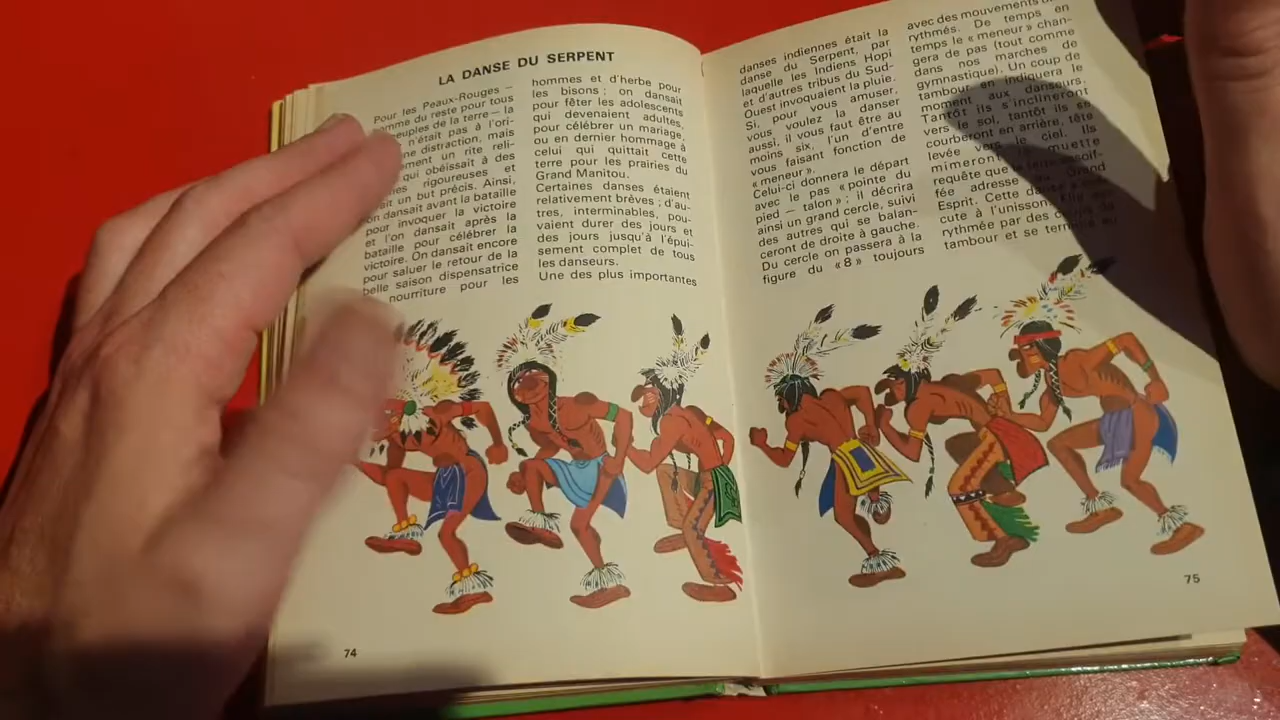 LA DANSE DU SERPENT
Pour les Peaux-Rouges —
comme du reste pour tous
peuples de la terre — la
n'était pas à l'ori-
ne distraction, mais
ment un rite reli-
qui obéissait à des
rigoureuses et
ait un but précis. Ainsi,
on dansait avant la bataille
pour invoquer la victoire
et l'on dansait après la
bataille pour célébrer la
victoire. On dansait encore
pour saluer le retour de la
belle saison dispensatrice
nourriture pour les
hommes et d'herbe pour
les bisons ; on dansait
pour fêter les adolescents
qui devenaient adultes,
pour célébrer un mariage,
ou en dernier hommage à
celui qui quittait cette
terre pour les prairies du
Grand Manitou.
Certaines danses étaient
relativement brèves ; d'au-
tres, interminables, pou-
vaient durer des jours et
des jours jusqu'à l'épui-
sement complet de tous
les danseurs.
Une des plus importantes
74
danses indiennes était la
danse du Serpent, par
laquelle les Indiens Hopi
et d'autres tribus du Sud-
Ouest invoquaient la pluie.
Si, pour vous amuser,
vous voulez la danser
aussi, il vous faut être au
moins six, l'un d'entre
vous faisant fonction de
« meneur ».
Celui-ci donnera le départ
avec le pas « pointe du
pied — talon » ; il décrira
ainsi un grand cercle, suivi
des autres qui se balan-
ceront de droite à gauche.
Du cercle on passera à la
figure du « 8 » toujours
avec des mouvements
rythmés. De temps en
temps le « meneur » chan-
gera de pas (tout comme
dans nos marches de
gymnastique). Un coup de
tambour en indiquera le
moment aux danseurs.
Tantôt ils s'inclineront
vers le sol, tantôt ils se
courberont en arrière, tête
levée vers le ciel. Ils
mimeront la muette
requête que la terre assoif-
fée adresse au Grand
Esprit. Cette danse
cute à l'unisson.
rythmée par des coups de
tambour et se termine au
75